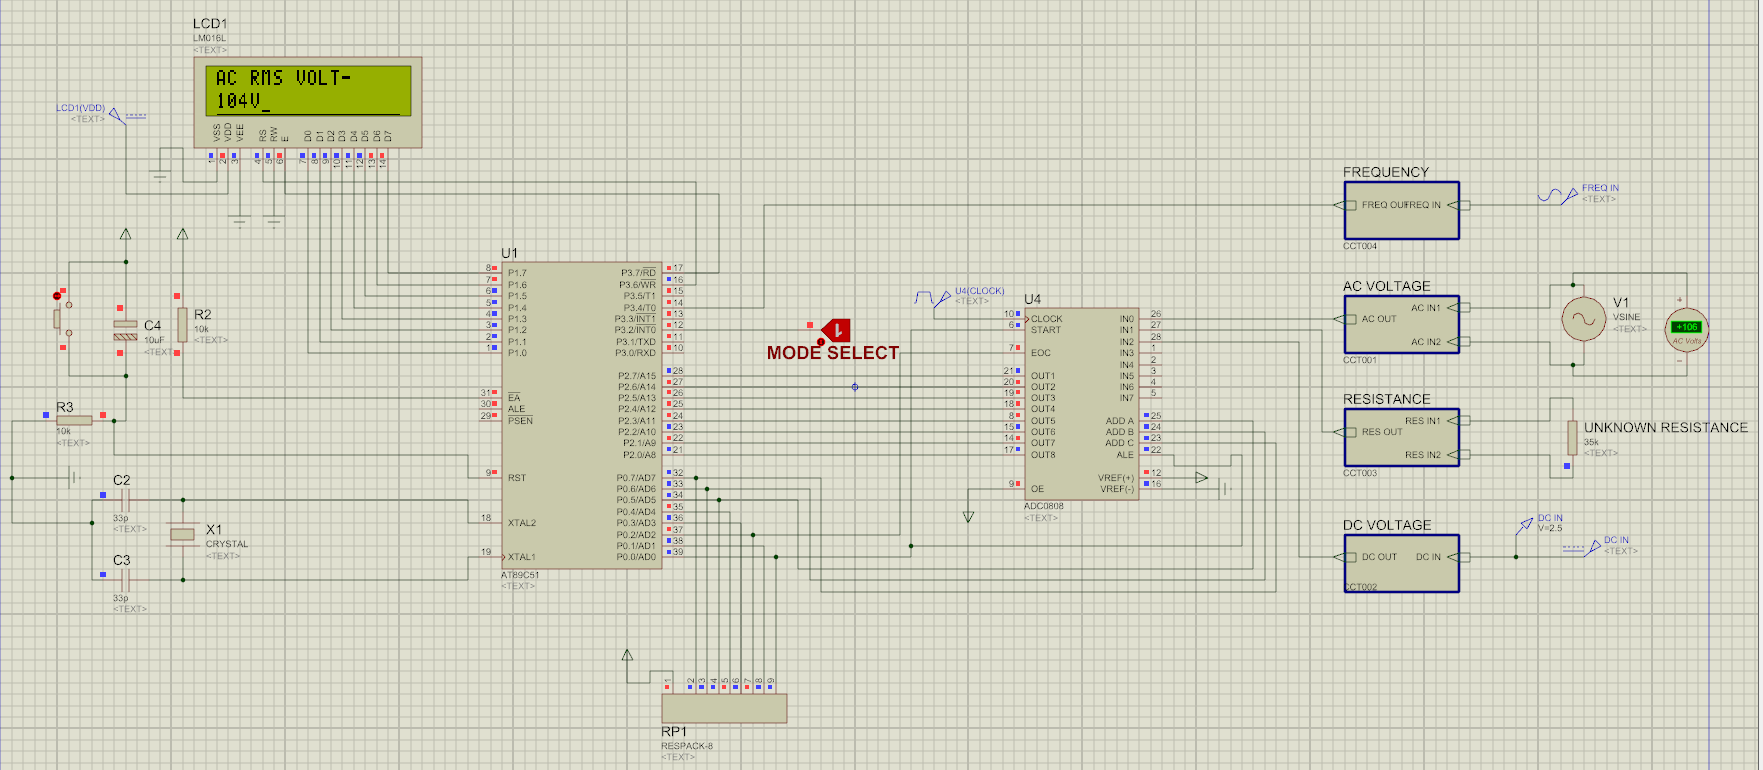 LCD1
LM016L
<TEXT>
AC RMS VOLT-
104V_
LCD1(VDD)
<TEXT>
VSS
VDD
VEE
RS
RW
E
D0
D1
D2
D3
D4
D5
D6
D7
1
2
3
4
5
6
7
8
9
10
11
12
13
14
C4
10uF
<TEXT>
R2
10k
<TEXT>
R3
10k
<TEXT>
C2
33p
<TEXT>
X1
CRYSTAL
<TEXT>
C3
33p
<TEXT>
U1
8 P1.7
7 P1.6
6 P1.5
5 P1.4
4 P1.3
3 P1.2
2 P1.1
1 P1.0
31 EA
30 ALE
29 PSEN
9 RST
18 XTAL2
19 XTAL1
P3.7/RD 17
P3.6/WR 16
P3.5/T1 15
P3.4/T0 14
P3.3/INT1 13
P3.2/INT0 12
P3.1/TXD 11
P3.0/RXD 10
P2.7/A15 28
P2.6/A14 27
P2.5/A13 26
P2.4/A12 25
P2.3/A11 24
P2.2/A10 23
P2.1/A9 22
P2.0/A8 21
P0.7/AD7 32
P0.6/AD6 33
P0.5/AD5 34
P0.4/AD4 35
P0.3/AD3 36
P0.2/AD2 37
P0.1/AD1 38
P0.0/AD0 39
AT89C51
<TEXT>
1
MODE SELECT
1
2
3
4
5
6
7
8
9
RP1
RESPACK-8
<TEXT>
U4(CLOCK)
<TEXT>
U4
10 CLOCK
6 START
7 EOC
21 OUT1
20 OUT2
19 OUT3
18 OUT4
8 OUT5
15 OUT6
14 OUT7
17 OUT8
9 OE
IN0 26
IN1 27
IN2 28
IN3 1
IN4 2
IN5 3
IN6 4
IN7 5
ADD A 25
ADD B 24
ADD C 23
ALE 22
VREF(+) 12
VREF(-) 16
ADC0808
<TEXT>
FREQUENCY
FREQ OUT FREQ IN
CCT004
FREQ IN
<TEXT>
AC VOLTAGE
AC IN1
AC OUT
AC IN2
CCT001
V1
VSINE
<TEXT>
+
+106
AC Volts
−
RESISTANCE
RES IN1
RES OUT
RES IN2
CCT003
UNKNOWN RESISTANCE
35k
<TEXT>
DC VOLTAGE
DC OUT DC IN
CCT002
DC IN
V=2.5
DC IN
<TEXT>